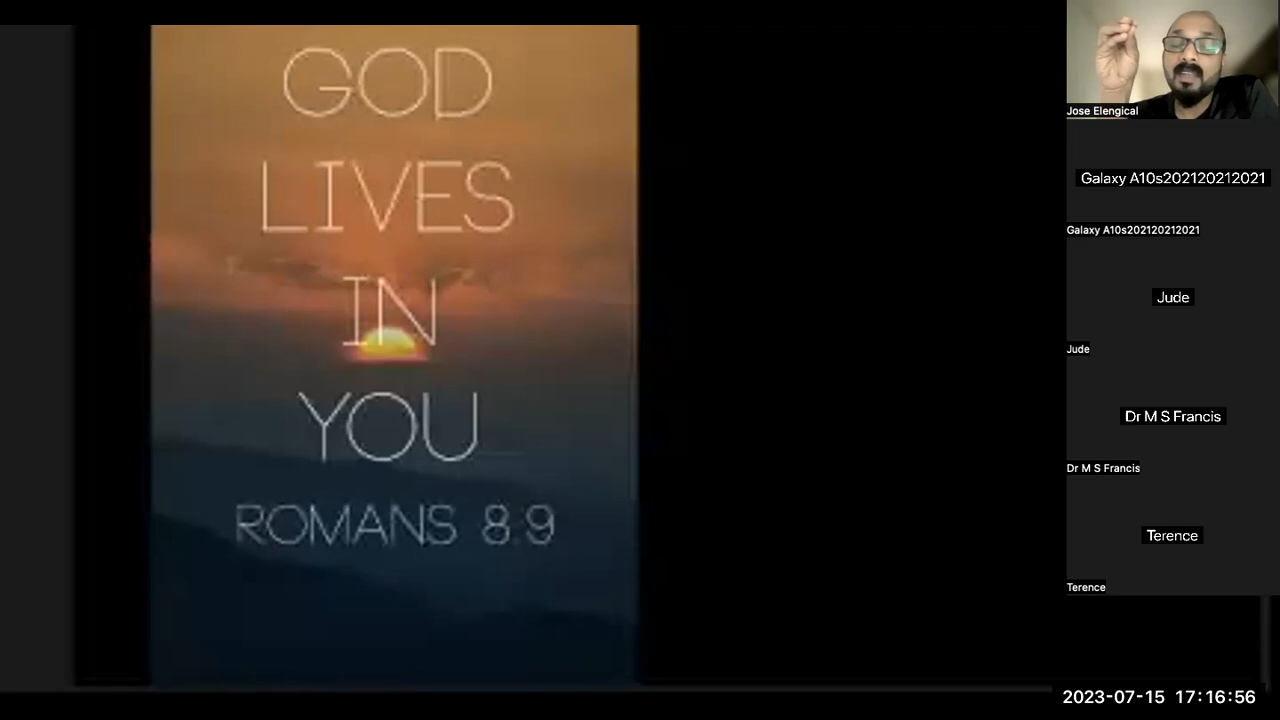 GOD
LIVES
IN
YOU
ROMANS 8.9
Jose Elengical
Galaxy A10s202120212021
Galaxy A10s202120212021
Jude
Jude
Dr M S Francis
Dr M S Francis
Terence
Terence
2023-07-15 17:16:56